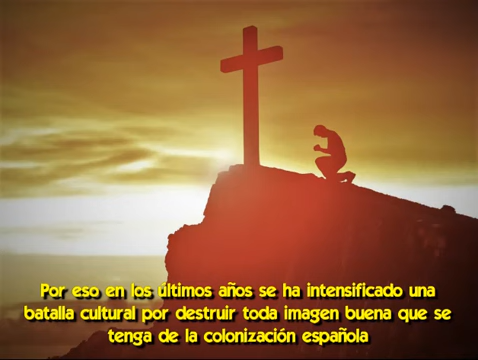 Por eso en los últimos años se ha intensificado una
batalla cultural por destruir toda imagen buena que se
tenga de la colonización española